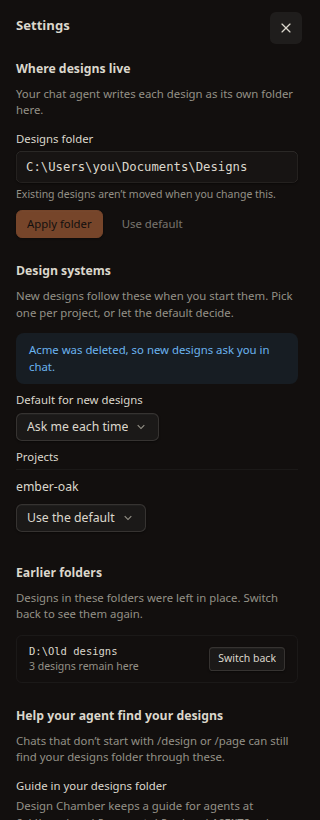 Settings
Where designs live
Your chat agent writes each design as its own folder
here.
Designs folder
C:\Users\you\Documents\Designs
Existing designs aren't moved when you change this.
Apply folder
Use default
Design systems
New designs follow these when you start them. Pick
one per project, or let the default decide.
Acme was deleted, so new designs ask you in
chat.
Default for new designs
Ask me each time
Projects
ember-oak
Use the default
Earlier folders
Designs in these folders were left in place. Switch
back to see them again.
D:\Old designs
3 designs remain here
Switch back
Help your agent find your designs
Chats that don't start with /design or /page can still
find your designs folder through these.
Guide in your designs folder
Design Chamber keeps a guide for agents at